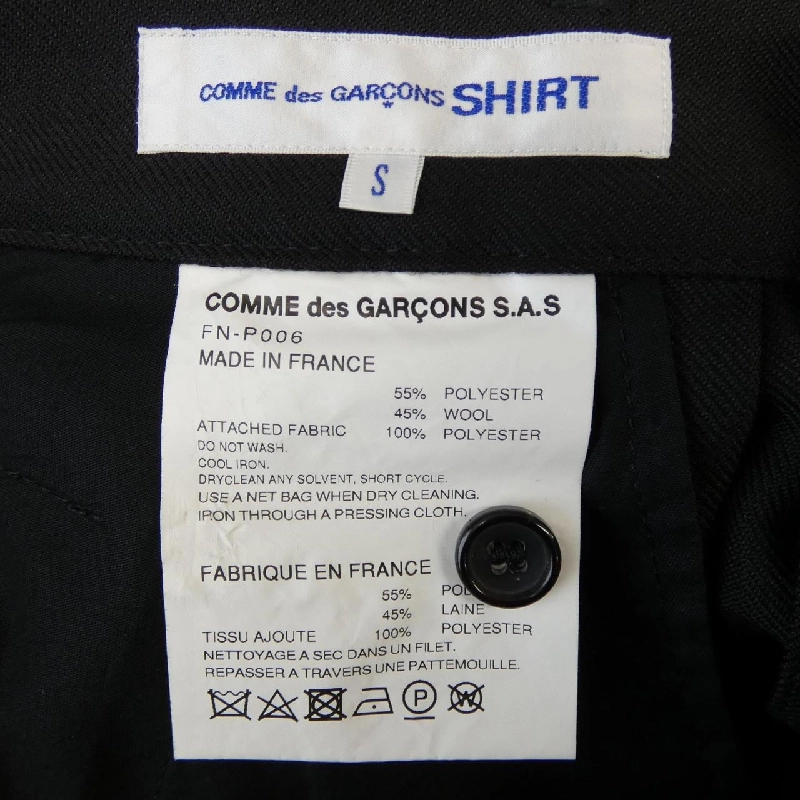 COMME des GARÇONS SHIRT
S
COMME des GARÇONS S.A.S
FN-P006
MADE IN FRANCE
55% POLYESTER
45% WOOL
ATTACHED FABRIC 100% POLYESTER
DO NOT WASH.
COOL IRON.
DRYCLEAN ANY SOLVENT, SHORT CYCLE.
USE A NET BAG WHEN DRY CLEANING.
IRON THROUGH A PRESSING CLOTH.
FABRIQUE EN FRANCE
55%
45% LAINE
TISSU AJOUTE 100% POLYESTER
NETTOYAGE A SEC DANS UN FILET.
REPASSER A TRAVERS UNE PATTEMOUILLE.
P W